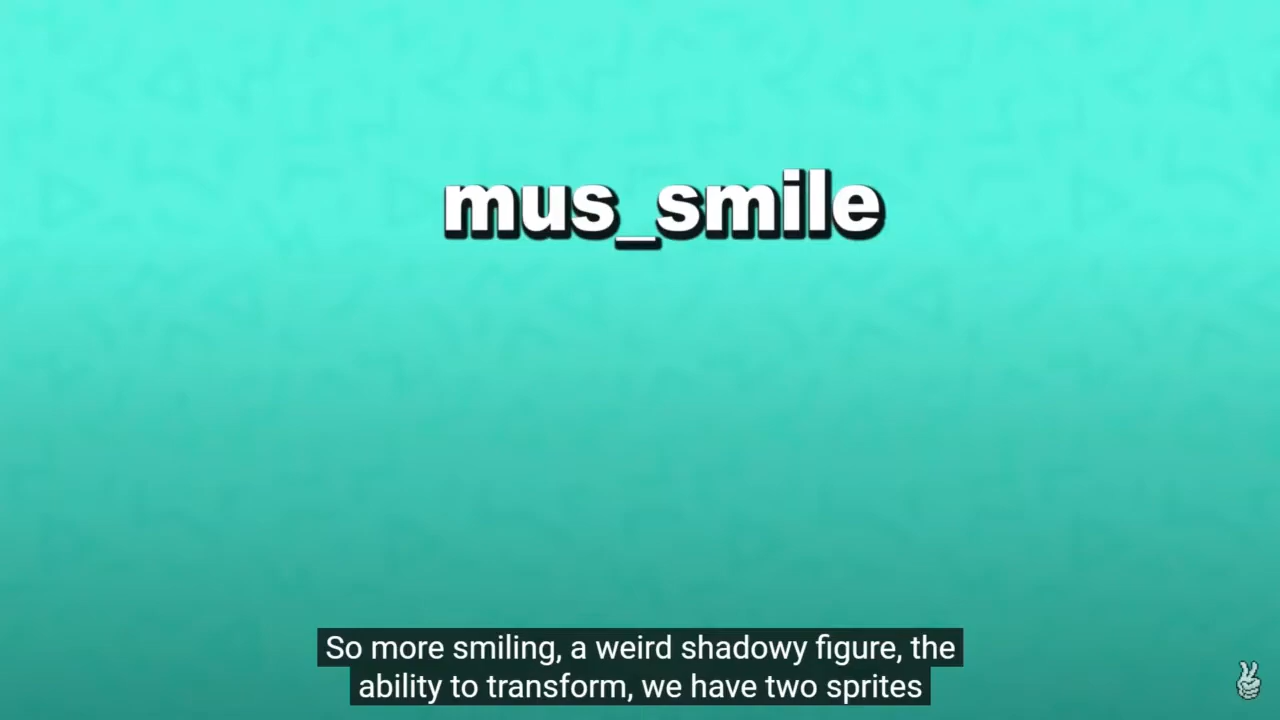 mus_smile
So more smiling, a weird shadowy figure, the
ability to transform, we have two sprites